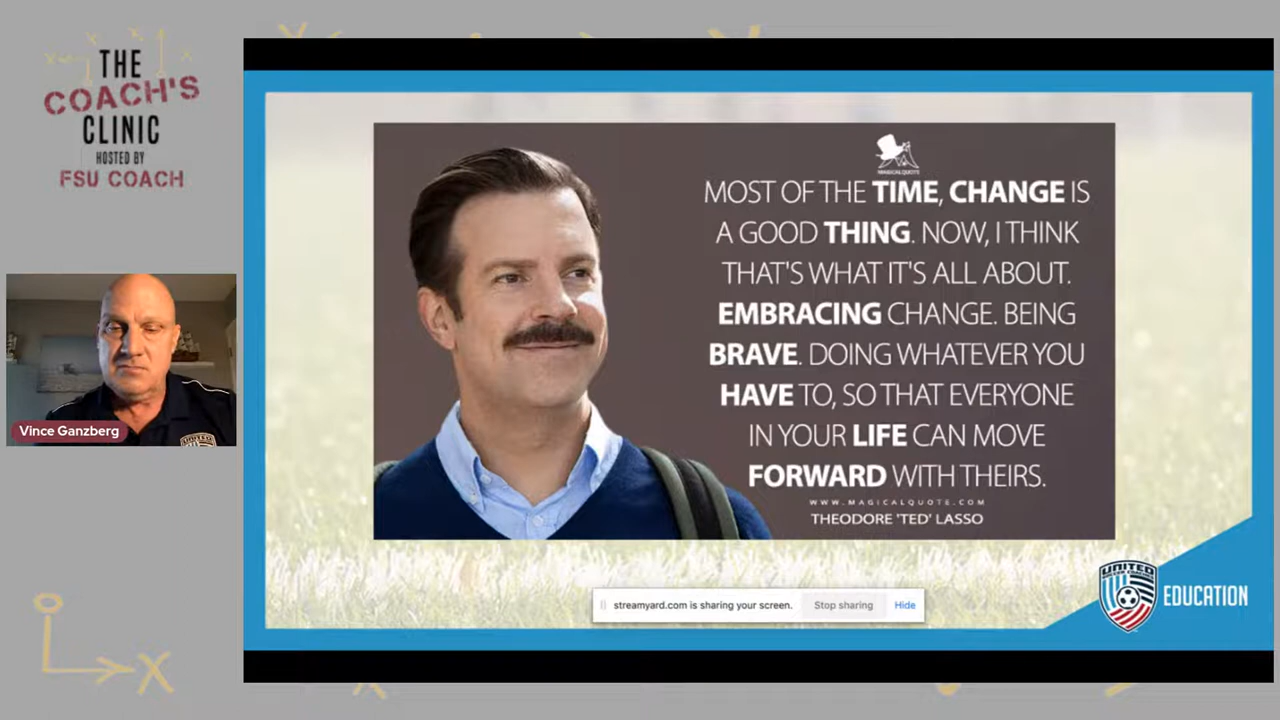 THE
COACH'S
CLINIC
HOSTED BY
FSU COACH
Vince Ganzberg
MAGICALQUOTE
MOST OF THE TIME, CHANGE IS
A GOOD THING. NOW, I THINK
THAT'S WHAT IT'S ALL ABOUT.
EMBRACING CHANGE. BEING
BRAVE. DOING WHATEVER YOU
HAVE TO, SO THAT EVERYONE
IN YOUR LIFE CAN MOVE
FORWARD WITH THEIRS.
WWW.MAGICALQUOTE.COM
THEODORE 'TED' LASSO
streamyard.com is sharing your screen.
Stop sharing
Hide
UNITED
EDUCATION